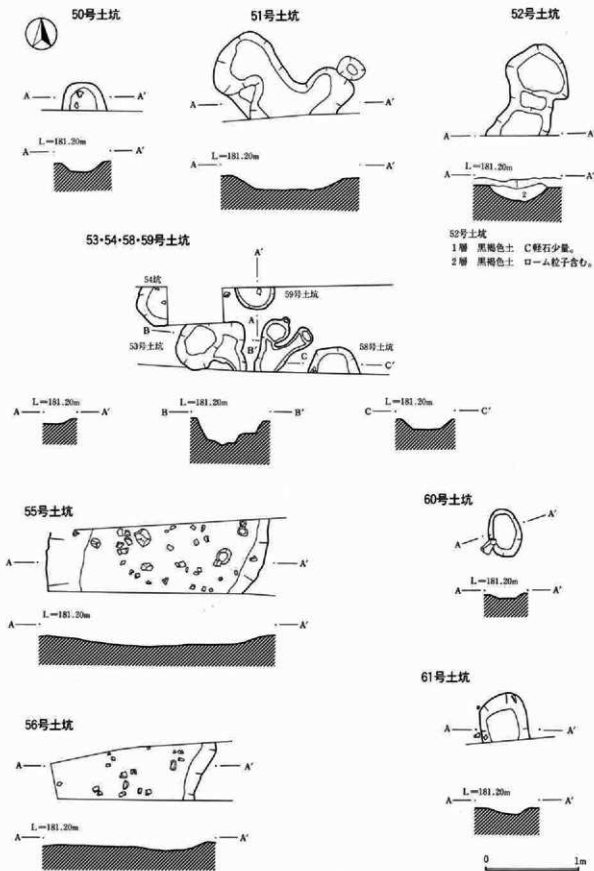 50号土坑
51号土坑
52号土坑
A A'
A A'
A A'
L=181.20m
A A'
L=181.20m
A A'
L=181.20m
A A'
2
52号土坑
1層 黒褐色土 C軽石少量。
2層 黒褐色土 ローム粒子含む。
53・54・58・59号土坑
A'
54坑
59号土坑
A
B
B'
53号土坑
58号土坑
C
C'
L=181.20m
A A'
L=181.20m
B B'
L=181.20m
C C'
55号土坑
A A'
L=181.20m
A A'
60号土坑
A A'
L=181.20m
A A'
56号土坑
A A'
L=181.20m
A A'
61号土坑
A A'
L=181.20m
A A'
0 1m